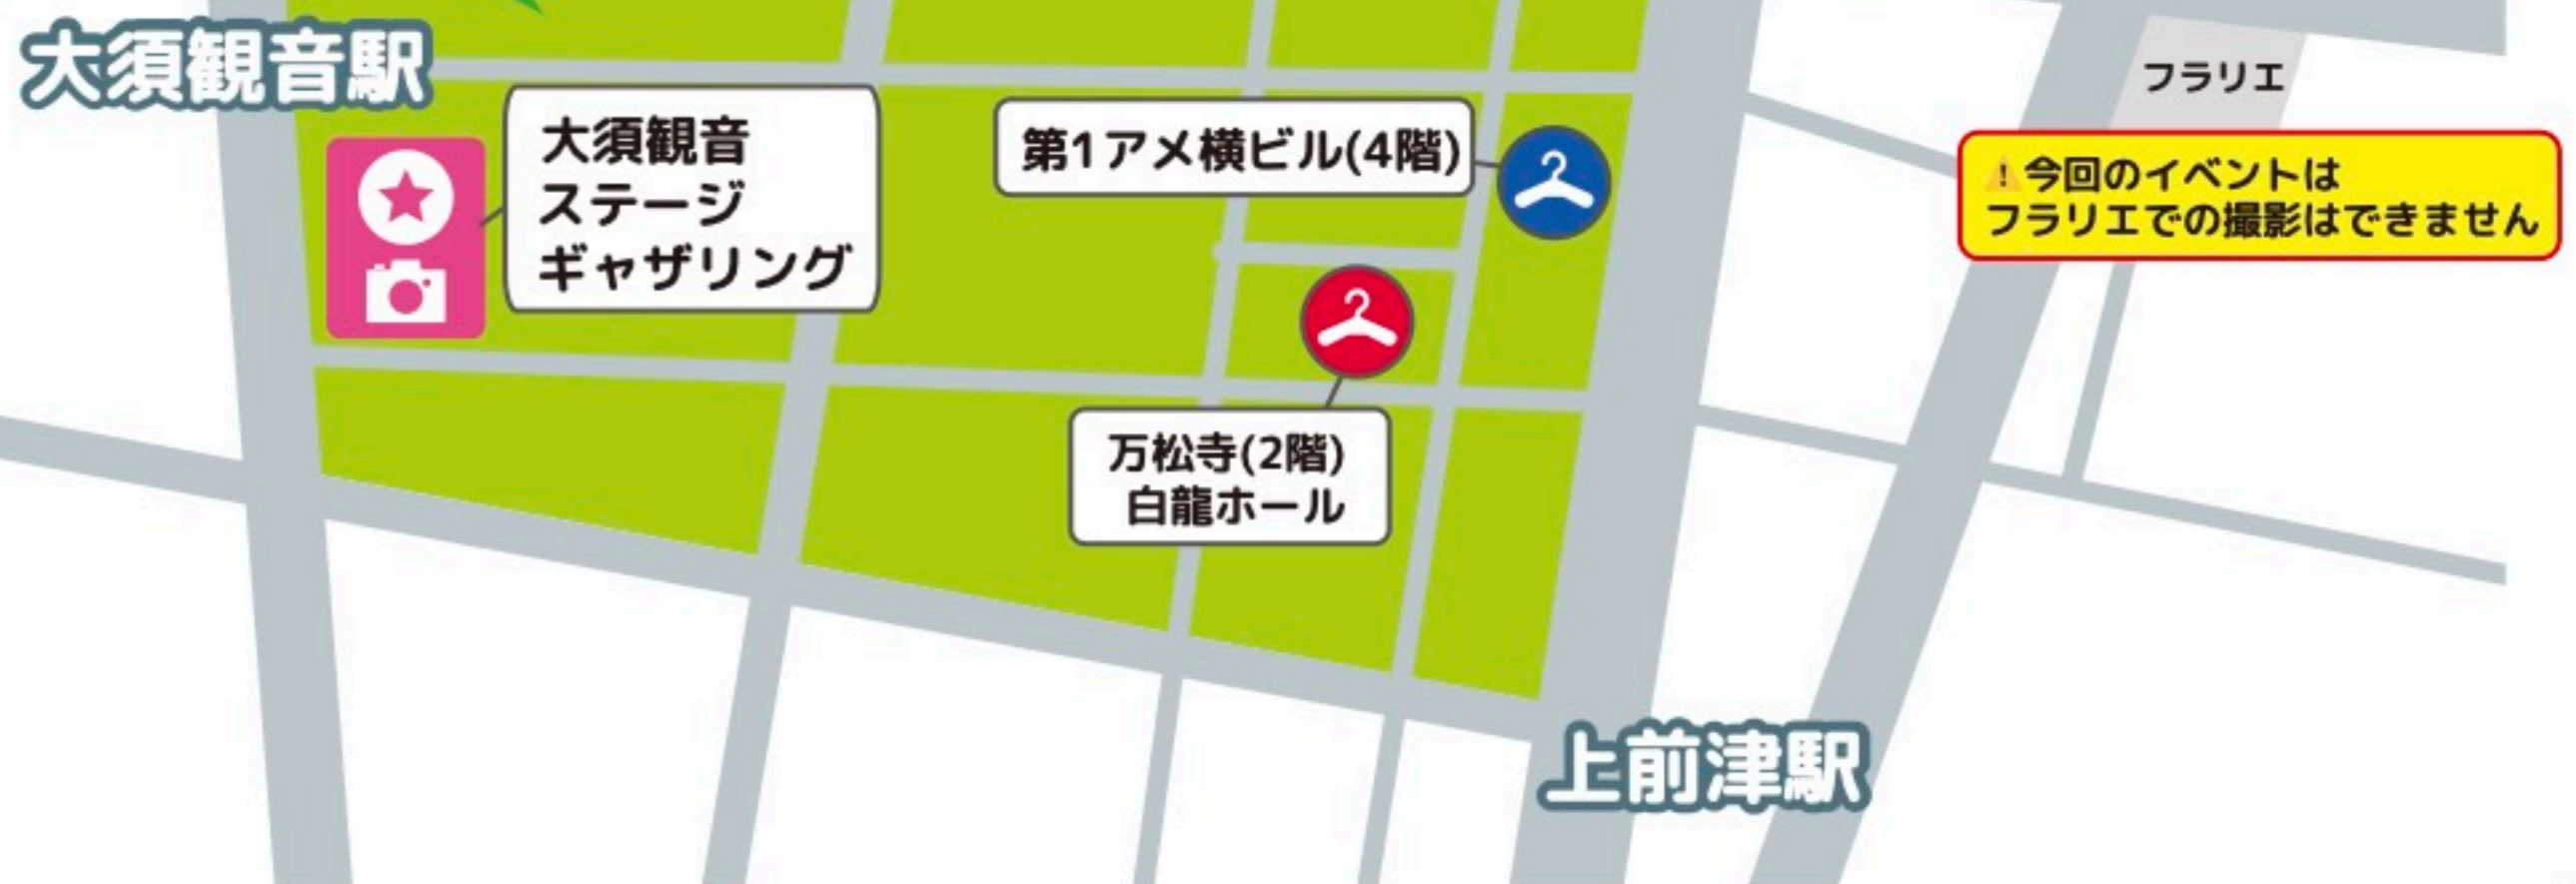 大須観音駅
大須観音
ステージ
ギャザリング
第1アメ横ビル(4階)
フラリエ
⚠今回のイベントは
フラリエでの撮影はできません
万松寺(2階)
白龍ホール
上前津駅